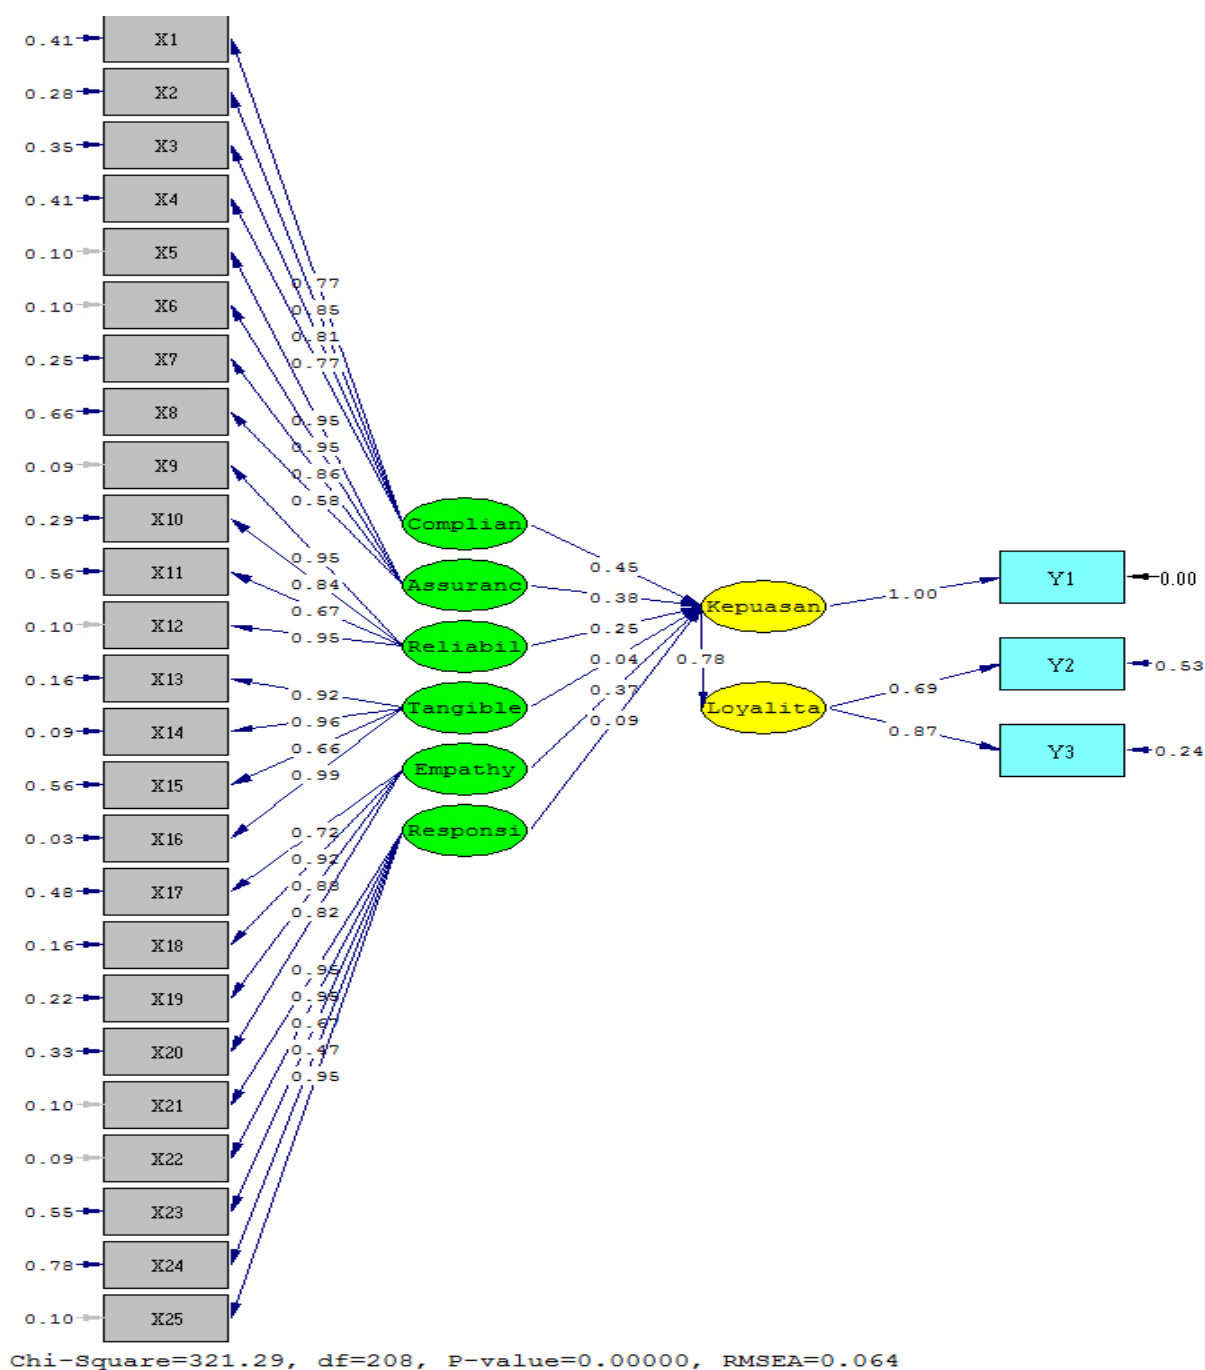 0.41 X1
0.28 X2
0.35 X3
0.41 X4
0.10 X5
0.10 X6
0.25 X7
0.66 X8
0.09 X9
0.29 X10
0.56 X11
0.10 X12
0.16 X13
0.09 X14
0.56 X15
0.03 X16
0.48 X17
0.16 X18
0.22 X19
0.33 X20
0.10 X21
0.09 X22
0.55 X23
0.78 X24
0.10 X25
0.77
0.85
0.81
0.77
0.95
0.95
0.86
0.58
0.95
0.84
0.67
0.95
0.92
0.96
0.66
0.99
0.72
0.92
0.88
0.82
0.95
0.67
0.47
0.95
Complian
Assuranc
Reliabil
Tangible
Empathy
Responsi
0.45
0.38
0.25
0.04
0.37
0.09
0.78
Kepuasan
Loyalita
1.00
0.69
0.87
Y1 0.00
Y2 0.53
Y3 0.24
Chi-Square=321.29, df=208, P-value=0.00000, RMSEA=0.064